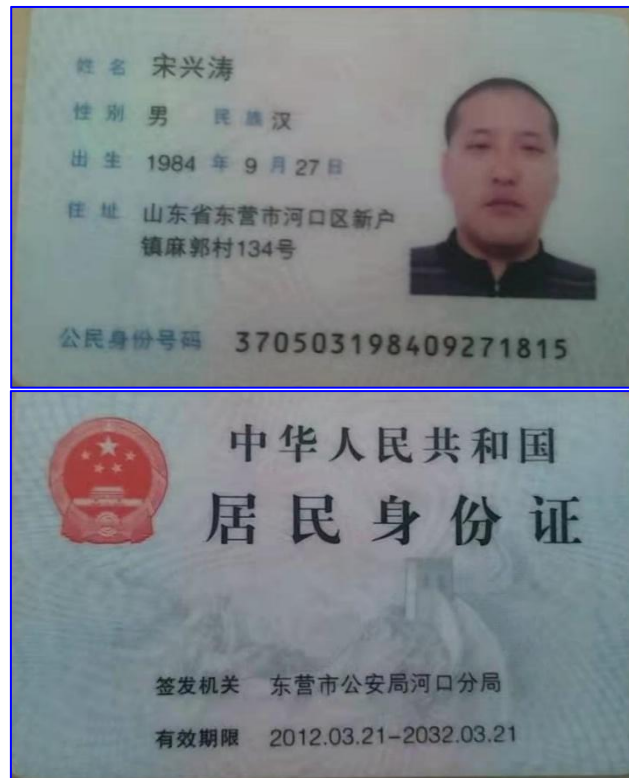 姓名 宋兴涛
性别 男 民族 汉
出生 1984 年 9 月 27 日
住址 山东省东营市河口区新户
镇麻郭村134号
公民身份号码 370503198409271815
中华人民共和国
居民身份证
签发机关 东营市公安局河口分局
有效期限 2012.03.21-2032.03.21